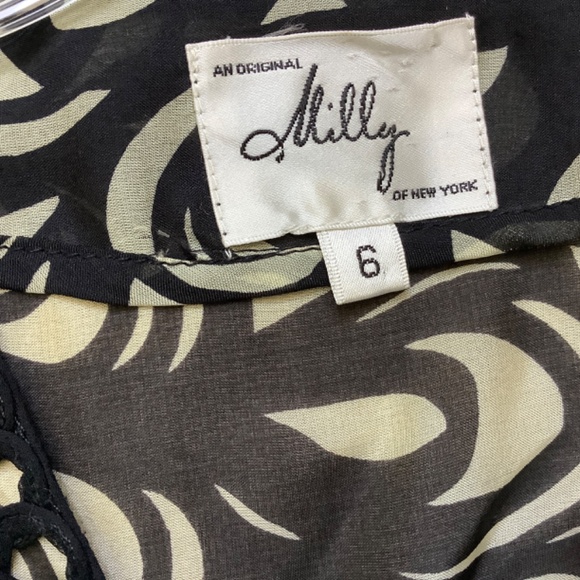 AN ORIGINAL
Milly
OF NEW YORK
6